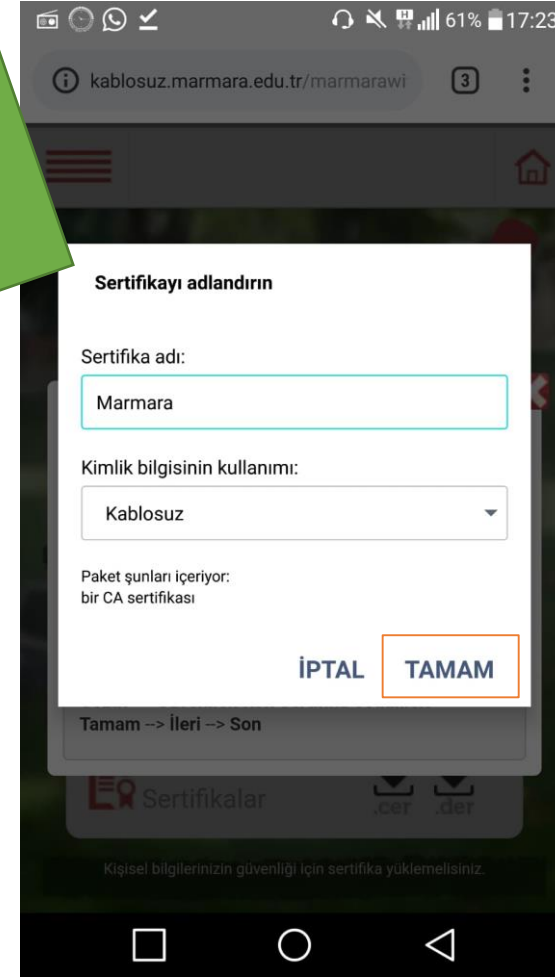 61% 17:23
kablosuz.marmara.edu.tr/marmarawi
3
Sertifikayı adlandırın
Sertifika adı:
Marmara
Kimlik bilgisinin kullanımı:
Kablosuz
Paket şunları içeriyor:
bir CA sertifikası
İPTAL TAMAM
Tamam --> İleri --> Son
Sertifikalar .cer .der
Kişisel bilgilerinizin güvenliği için sertifika yüklemelisiniz.